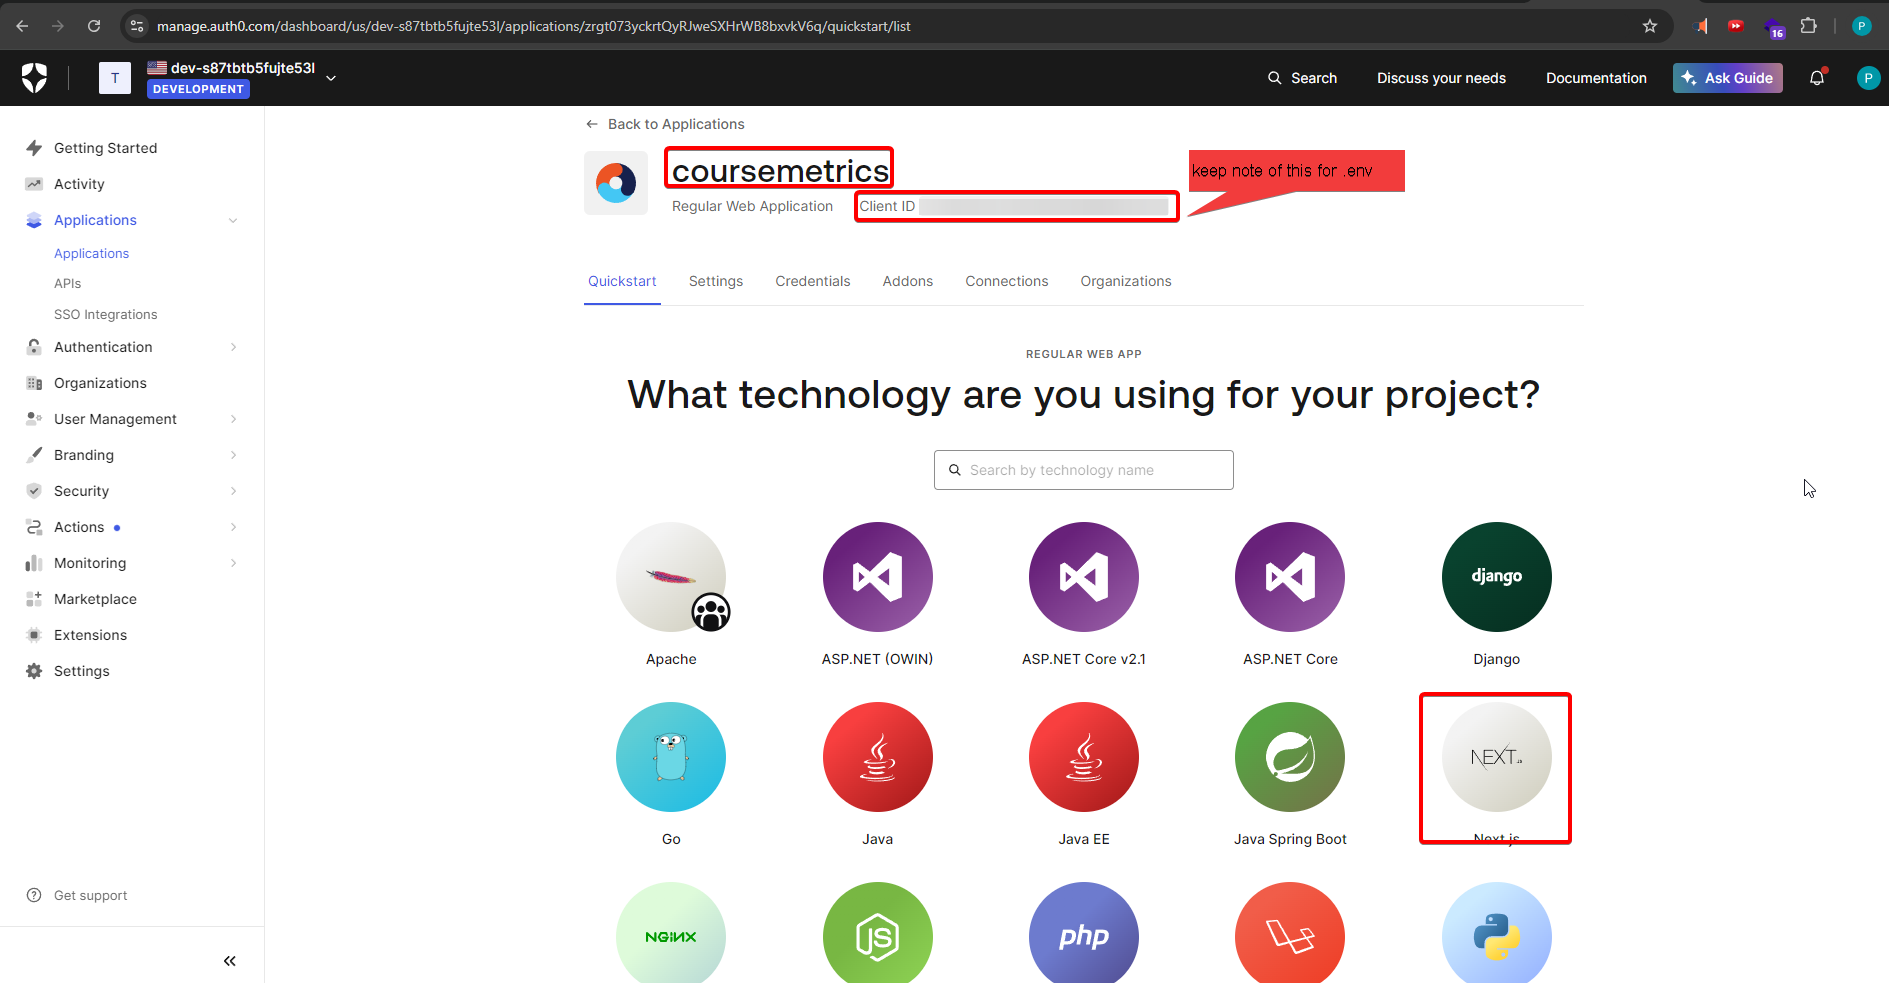 manage.auth0.com/dashboard/us/dev-s87tbtb5fujte53l/applications/zrgt073yckrtQyRJweSXHrWB8bxvkV6q/quickstart/list
16
P
T
dev-s87tbtb5fujte53l
DEVELOPMENT
Search
Discuss your needs
Documentation
Ask Guide
P
Getting Started
Activity
Applications
Applications
APIs
SSO Integrations
Authentication
Organizations
User Management
Branding
Security
Actions
Monitoring
Marketplace
Extensions
Settings
Get support
Back to Applications
coursemetrics
Regular Web Application
Client ID
keep note of this for .env
Quickstart
Settings
Credentials
Addons
Connections
Organizations
REGULAR WEB APP
What technology are you using for your project?
Search by technology name
django
Apache
ASP.NET (OWIN)
ASP.NET Core v2.1
ASP.NET Core
Django
NEXT.JS
Go
Java
Java EE
Java Spring Boot
Next.js
NGINX
JS
php